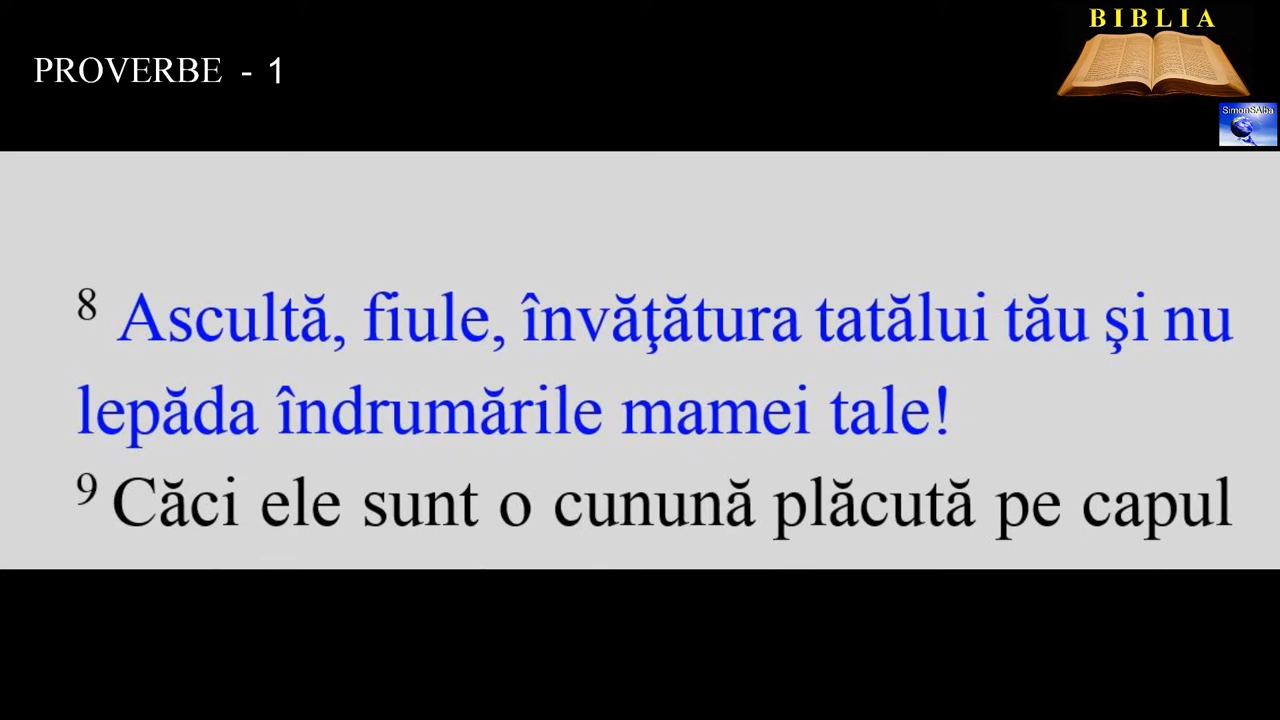 BIBLIA
PROVERBE - 1
SimonSAlba
8 Ascultă, fiule, învăţătura tatălui tău şi nu
lepăda îndrumările mamei tale!
9 Căci ele sunt o cunună plăcută pe capul